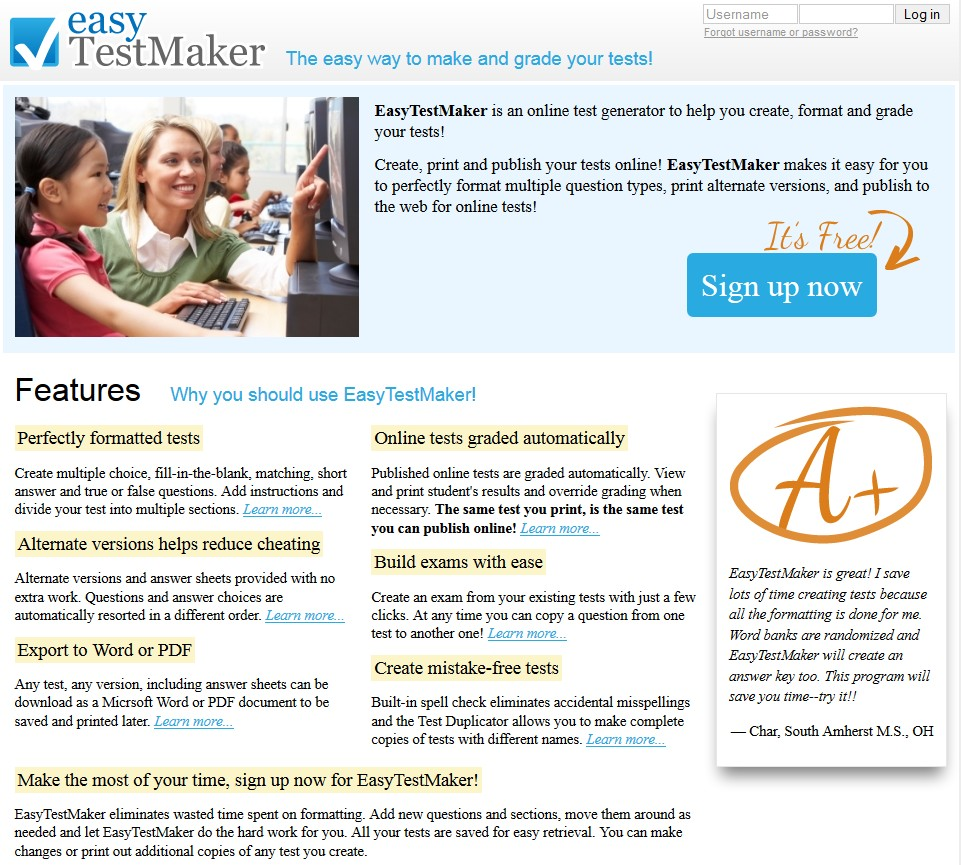 easy
TestMaker
The easy way to make and grade your tests!
Username
Log in
Forgot username or password?
EasyTestMaker is an online test generator to help you create, format and grade
your tests!
Create, print and publish your tests online! EasyTestMaker makes it easy for you
to perfectly format multiple question types, print alternate versions, and publish to
the web for online tests!
It's Free!
Sign up now
Features
Why you should use EasyTestMaker!
Perfectly formatted tests
Create multiple choice, fill-in-the-blank, matching, short
answer and true or false questions. Add instructions and
divide your test into multiple sections. Learn more...
Alternate versions helps reduce cheating
Alternate versions and answer sheets provided with no
extra work. Questions and answer choices are
automatically resorted in a different order. Learn more...
Export to Word or PDF
Any test, any version, including answer sheets can be
download as a Micrsoft Word or PDF document to be
saved and printed later. Learn more...
Online tests graded automatically
Published online tests are graded automatically. View
and print student's results and override grading when
necessary. The same test you print, is the same test
you can publish online! Learn more...
Build exams with ease
Create an exam from your existing tests with just a few
clicks. At any time you can copy a question from one
test to another one! Learn more...
Create mistake-free tests
Built-in spell check eliminates accidental misspellings
and the Test Duplicator allows you to make complete
copies of tests with different names. Learn more...
Make the most of your time, sign up now for EasyTestMaker!
EasyTestMaker eliminates wasted time spent on formatting. Add new questions and sections, move them around as
needed and let EasyTestMaker do the hard work for you. All your tests are saved for easy retrieval. You can make
changes or print out additional copies of any test you create.
A+
EasyTestMaker is great! I save
lots of time creating tests because
all the formatting is done for me.
Word banks are randomized and
EasyTestMaker will create an
answer key too. This program will
save you time--try it!!
— Char, South Amherst M.S., OH